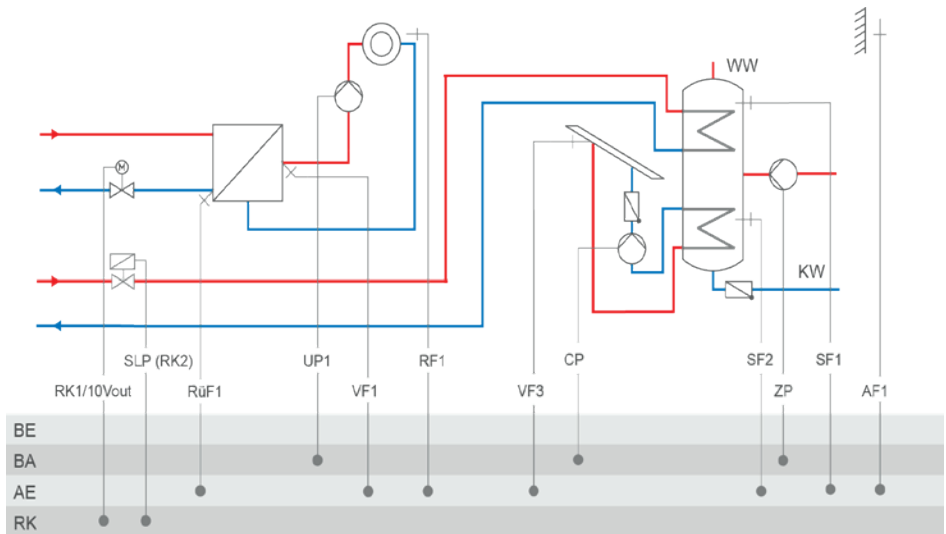 WW
M
KW
SLP (RK2) UP1 RF1 CP SF2 SF1
RK1/10Vout RüF1 VF1 VF3 ZP AF1
BE
BA
AE
RK